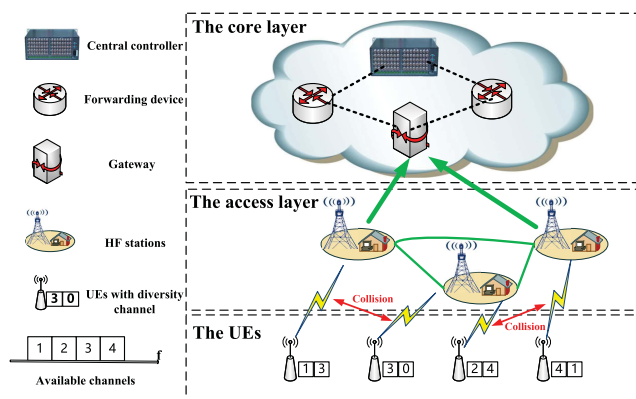 Central controller
Forwarding device
Gateway
HF stations
3 0
UEs with diversity
channel
1 2 3 4
f
Available channels
The core layer
The access layer
Collision
Collision
The UEs
1 3
3 0
2 4
4 1